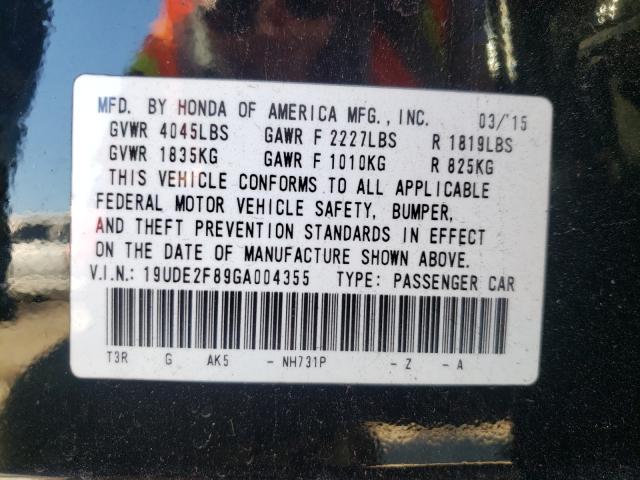 MFD. BY HONDA OF AMERICA MFG., INC. 03/'15
GVWR 4045LBS GAWR F 2227LBS R 1819LBS
GVWR 1835KG GAWR F 1010KG R 825KG
THIS VEHICLE CONFORMS TO ALL APPLICABLE
FEDERAL MOTOR VEHICLE SAFETY, BUMPER,
AND THEFT PREVENTION STANDARDS IN EFFECT
ON THE DATE OF MANUFACTURE SHOWN ABOVE.
V.I.N.: 19UDE2F89GA004355 TYPE: PASSENGER CAR
T3R G AK5 - NH731P - Z - A